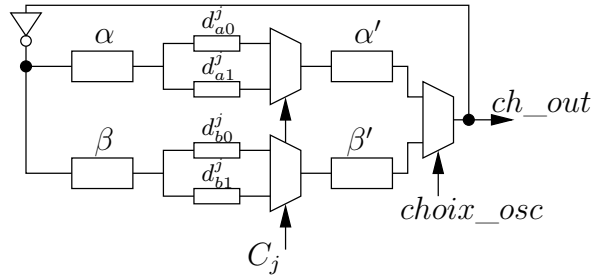 α
d^j_{a0}
α′
d^j_{a1}
ch_out
β
d^j_{b0}
β′
d^j_{b1}
choix_osc
C_j